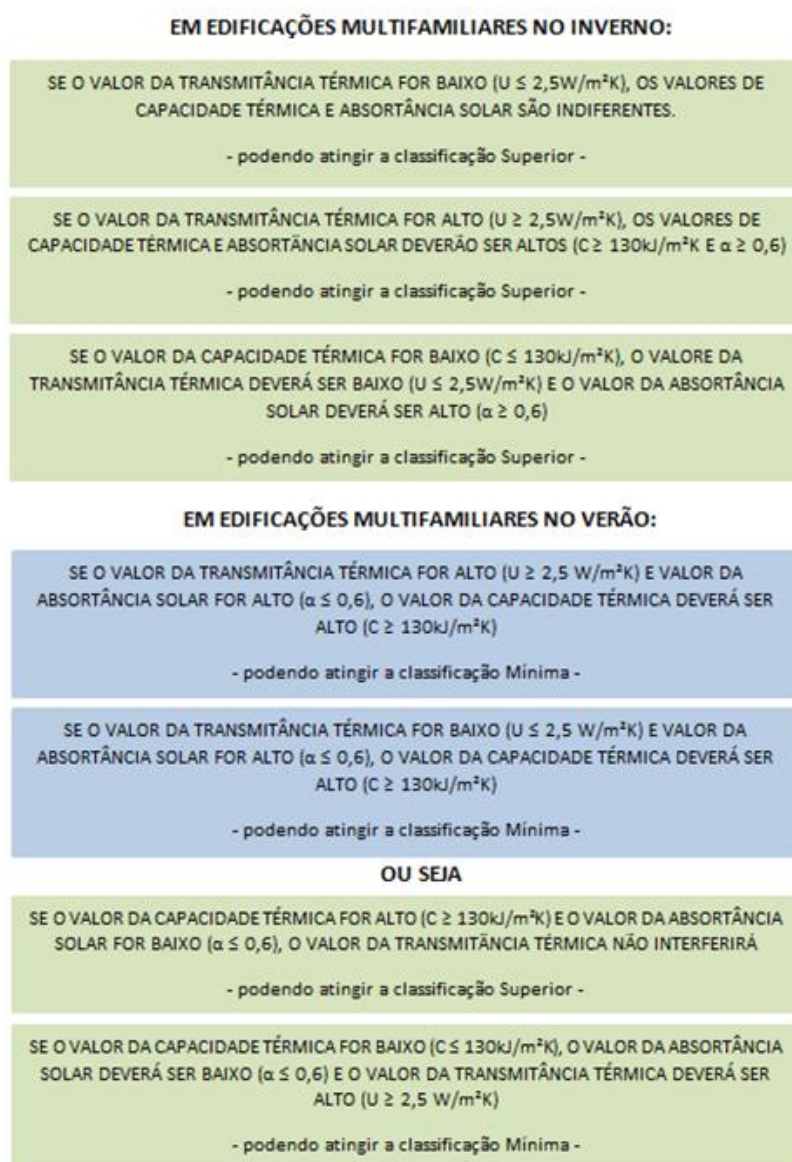 EM EDIFICAÇÕES MULTIFAMILIARES NO INVERNO:
SE O VALOR DA TRANSMITÂNCIA TÉRMICA FOR BAIXO (U ≤ 2,5W/m²K), OS VALORES DE
CAPACIDADE TÉRMICA E ABSORTÂNCIA SOLAR SÃO INDIFERENTES.
- podendo atingir a classificação Superior -
SE O VALOR DA TRANSMITÂNCIA TÉRMICA FOR ALTO (U ≥ 2,5W/m²K), OS VALORES DE
CAPACIDADE TÉRMICA E ABSORTÂNCIA SOLAR DEVERÃO SER ALTOS (C ≥ 130kJ/m²K E α ≥ 0,6)
- podendo atingir a classificação Superior -
SE O VALOR DA CAPACIDADE TÉRMICA FOR BAIXO (C ≤ 130kJ/m²K), O VALORE DA
TRANSMITÂNCIA TÉRMICA DEVERÁ SER BAIXO (U ≤ 2,5W/m²K) E O VALOR DA ABSORTÂNCIA
SOLAR DEVERÁ SER ALTO (α ≥ 0,6)
- podendo atingir a classificação Superior -
EM EDIFICAÇÕES MULTIFAMILIARES NO VERÃO:
SE O VALOR DA TRANSMITÂNCIA TÉRMICA FOR ALTO (U ≥ 2,5 W/m²K) E VALOR DA
ABSORTÂNCIA SOLAR FOR ALTO (α ≤ 0,6), O VALOR DA CAPACIDADE TÉRMICA DEVERÁ SER
ALTO (C ≥ 130kJ/m²K)
- podendo atingir a classificação Mínima -
SE O VALOR DA TRANSMITÂNCIA TÉRMICA FOR BAIXO (U ≤ 2,5 W/m²K) E VALOR DA
ABSORTÂNCIA SOLAR FOR ALTO (α ≤ 0,6), O VALOR DA CAPACIDADE TÉRMICA DEVERÁ SER
ALTO (C ≥ 130kJ/m²K)
- podendo atingir a classificação Mínima -
OU SEJA
SE O VALOR DA CAPACIDADE TÉRMICA FOR ALTO (C ≥ 130kJ/m²K) E O VALOR DA ABSORTÂNCIA
SOLAR FOR BAIXO (α ≤ 0,6), O VALOR DA TRANSMITÂNCIA TÉRMICA NÃO INTERFERIRÁ
- podendo atingir a classificação Superior -
SE O VALOR DA CAPACIDADE TÉRMICA FOR BAIXO (C ≤ 130kJ/m²K), O VALOR DA ABSORTÂNCIA
SOLAR DEVERÁ SER BAIXO (α ≤ 0,6) E O VALOR DA TRANSMITÂNCIA TÉRMICA DEVERÁ SER
ALTO (U ≥ 2,5 W/m²K)
- podendo atingir a classificação Mínima -